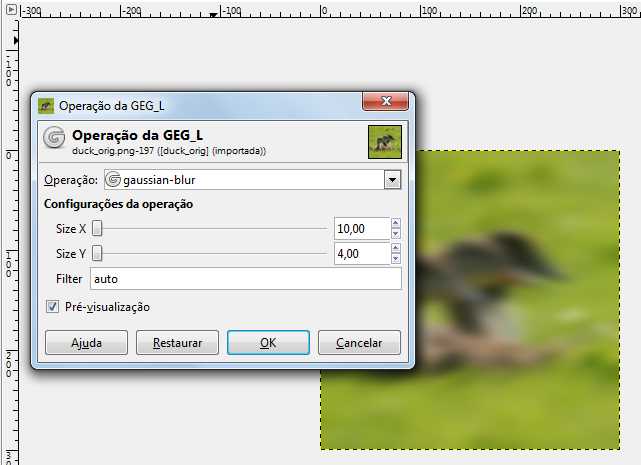 -300 -200 -100 0 100 200 300
-100
0
100
200
30
Operação da GEG_L
Operação da GEG_L
duck_orig.png-197 ([duck_orig] (importada))
Operação: gaussian-blur
Configurações da operação
Size X 10,00
Size Y 4,00
Filter auto
Pré-visualização
Ajuda Restaurar OK Cancelar